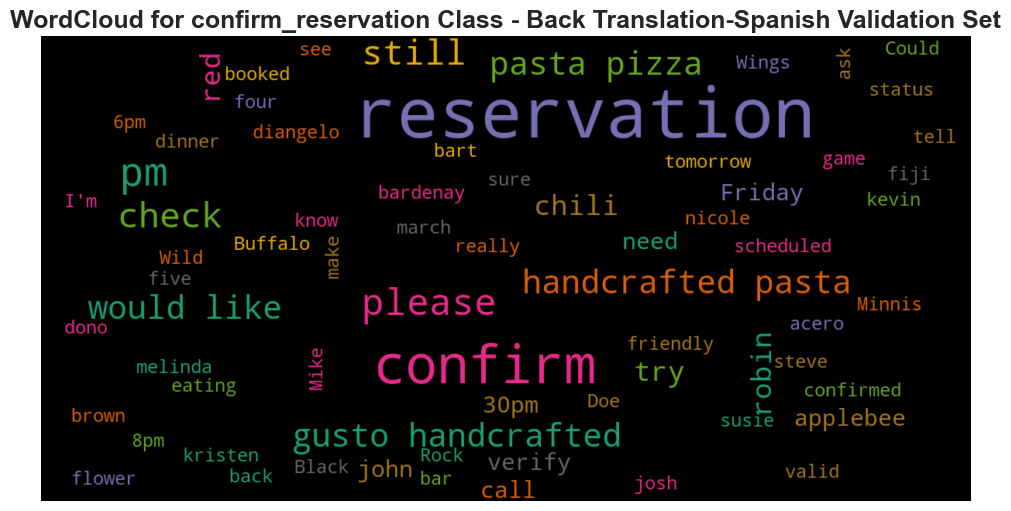 WordCloud for confirm_reservation Class - Back Translation-Spanish Validation Set
see still pasta pizza Wings ask Could
red booked four reservation status
6pm dinner diangelo bart tomorrow game tell
pm sure fiji
I'm check know bardenay chili Friday nicole kevin
march
Wild Buffalo make really need scheduled
five handcrafted pasta
would like please Minnis
dono acero
melinda Mike confirm friendly robin steve
eating try confirmed
brown 30pm Doe susie applebee
8pm gusto handcrafted
kristen Black john Rock verify
flower back bar call josh valid